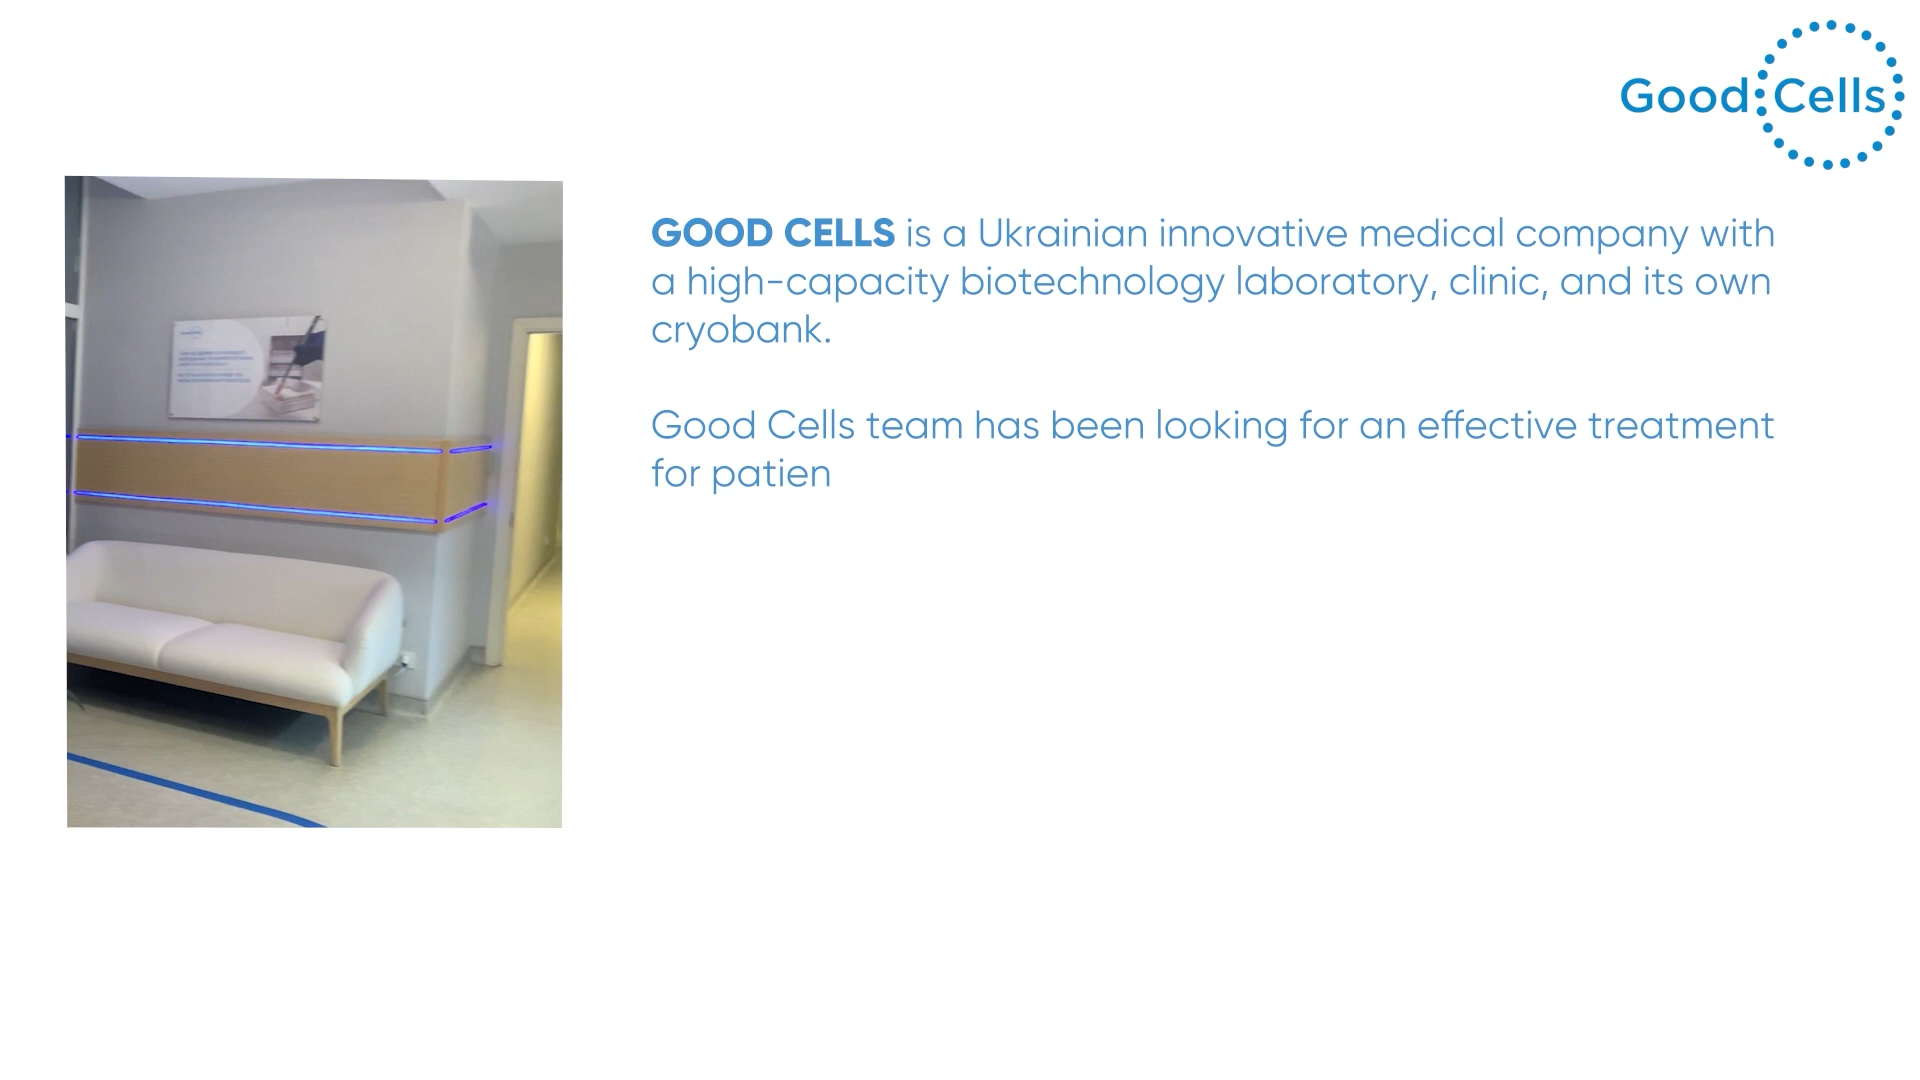 Good Cells
GOOD CELLS is a Ukrainian innovative medical company with
a high-capacity biotechnology laboratory, clinic, and its own
cryobank.
Good Cells team has been looking for an effective treatment
for patien